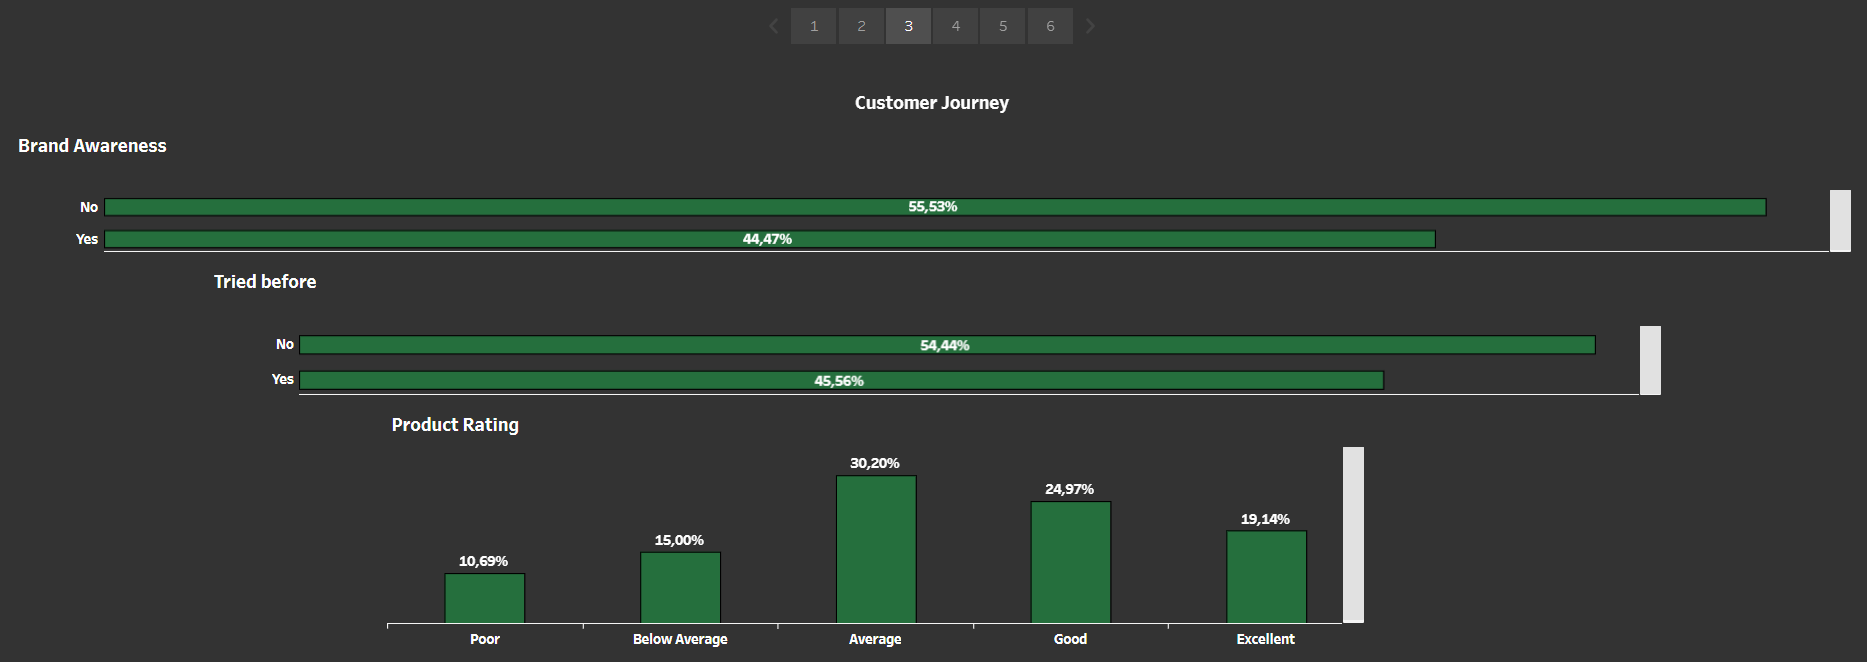 1 2 3 4 5 6
Customer Journey
Brand Awareness
No 55,53%
Yes 44,47%
Tried before
No 54,44%
Yes 45,56%
Product Rating
10,69% 15,00% 30,20% 24,97% 19,14%
Poor Below Average Average Good Excellent